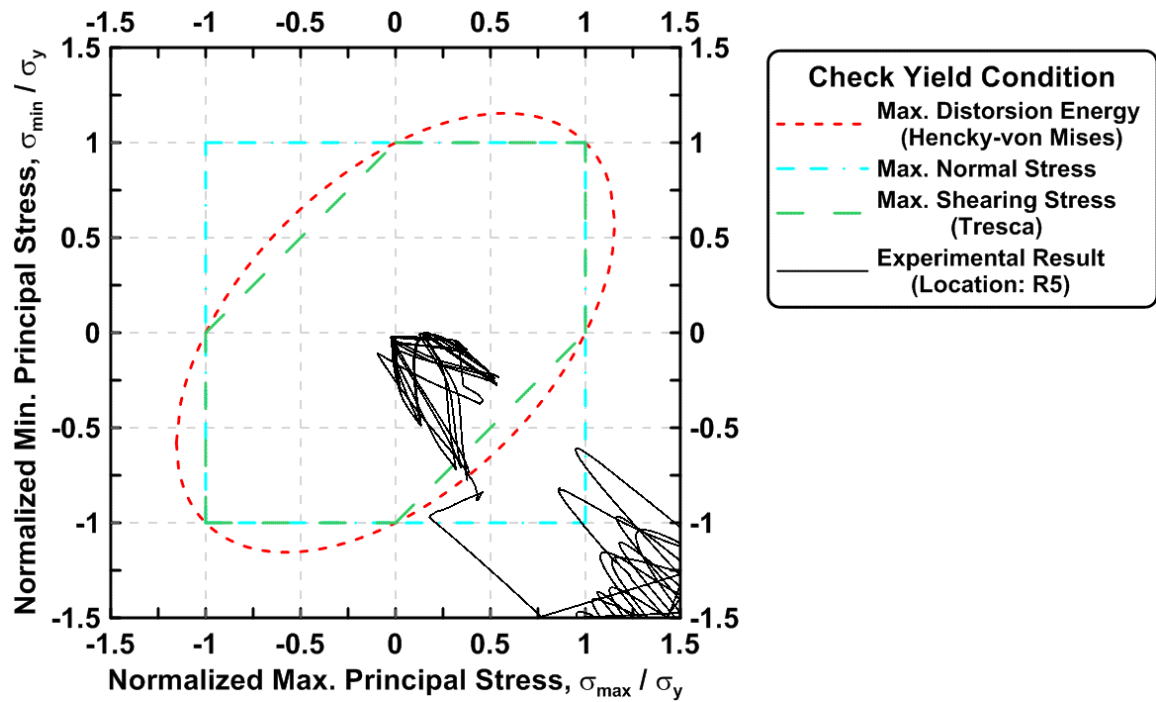 -1.5 -1 -0.5 0 0.5 1 1.5
1.5 1.5
1 1
0.5 0.5
0 0
-0.5 -0.5
-1 -1
-1.5 -1.5
-1.5 -1 -0.5 0 0.5 1 1.5
Normalized Max. Principal Stress, σmax / σy
Normalized Min. Principal Stress, σmin / σy
Check Yield Condition
Max. Distorsion Energy
(Hencky-von Mises)
Max. Normal Stress
Max. Shearing Stress
(Tresca)
Experimental Result
(Location: R5)